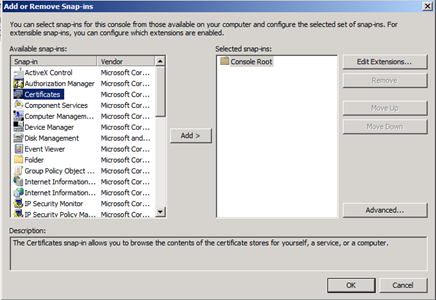 Add or Remove Snap-ins
You can select snap-ins for this console from those available on your computer and configure the selected set of snap-ins. For
extensible snap-ins, you can configure which extensions are enabled.
Available snap-ins:
Selected snap-ins:
Snap-in Vendor
ActiveX Control Microsoft Cor...
Authorization Manager Microsoft Cor...
Certificates Microsoft Cor...
Component Services Microsoft Cor...
Computer Managem... Microsoft Cor...
Device Manager Microsoft Cor...
Disk Management Microsoft and...
Event Viewer Microsoft Cor...
Folder Microsoft Cor...
Group Policy Object ... Microsoft Cor...
Internet Information... Microsoft Cor...
Internet Information... Microsoft Cor...
IP Security Monitor Microsoft Cor...
IP Security Policy Ma... Microsoft Cor...
Add >
Console Root
Edit Extensions...
Remove
Move Up
Move Down
Advanced...
Description:
The Certificates snap-in allows you to browse the contents of the certificate stores for yourself, a service, or a computer.
OK
Cancel